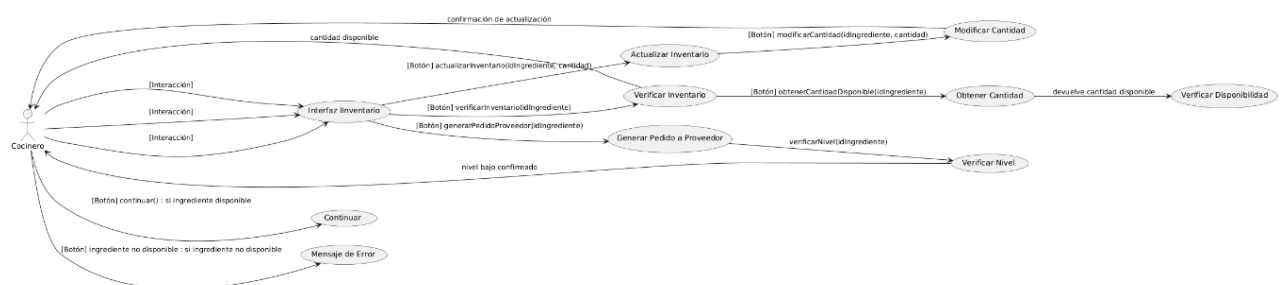 confirmación de actualización
Modificar Cantidad
[Botón] modificarCantidad(idIngrediente, cantidad)
cantidad disponible
Actualizar Inventario
[Botón] actualizarInventario(idIngrediente, cantidad)
[Interacción]
Verificar Inventario
[Botón] obtenerCantidadDisponible(idIngrediente)
Obtener Cantidad
devuelve cantidad disponible
Verificar Disponibilidad
Interfaz IInventario
[Botón] verificarInventario(idIngrediente)
[Interacción]
[Botón] generarPedidoProveedor(idIngrediente)
[Interacción]
Generar Pedido a Proveedor
verificarNivel(idIngrediente)
Cocinero
Verificar Nivel
nivel bajo confirmado
[Botón] continuar() : si ingrediente disponible
Continuar
[Botón] ingrediente no disponible : si ingrediente no disponible
Mensaje de Error